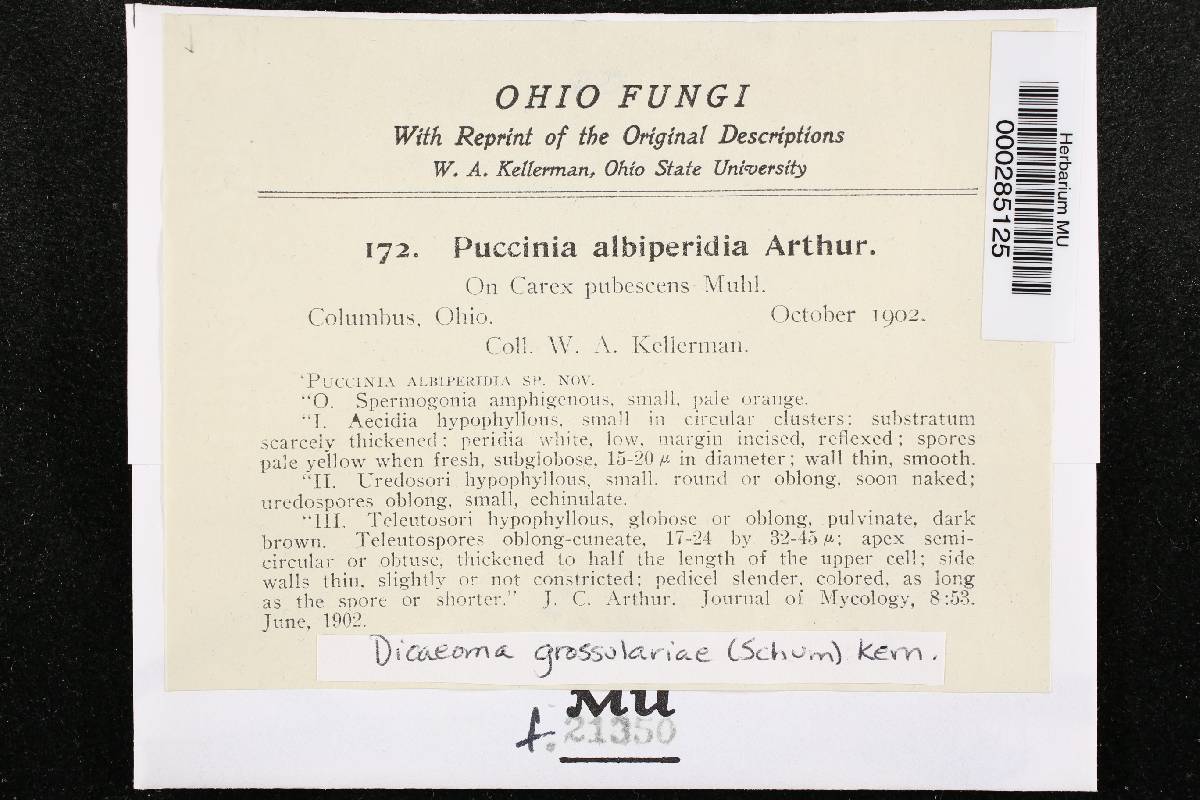 OHIO FUNGI
With Reprint of the Original Descriptions
W. A. Kellerman, Ohio State University
172. Puccinia albiperidia Arthur.
On Carex pubescens Muhl.
Columbus, Ohio. October 1902.
Coll. W. A. Kellerman.
"PUCCINIA ALBIPERIDIA SP. NOV.
"O. Spermogonia amphigenous, small, pale orange.
"I. Aecidia hypophyllous, small in circular clusters; substratum
scarcely thickened; peridia white, low, margin incised, reflexed; spores
pale yellow when fresh, subglobose, 15-20 µ in diameter; wall thin, smooth.
"II. Uredosori hypophyllous, small, round or oblong, soon naked;
uredospores oblong, small, echinulate.
"III. Teleutosori hypophyllous, globose or oblong, pulvinate, dark
brown. Teleutospores oblong-cuneate, 17-24 by 32-45 µ; apex semi-
circular or obtuse, thickened to half the length of the upper cell; side
walls thin, slightly or not constricted; pedicel slender, colored, as long
as the spore or shorter." J. C. Arthur. Journal of Mycology, 8:53.
June, 1902.
Dicaeoma grossulariae (Schum) Kern.
MU
f. 21350
Herbarium MU
000285125